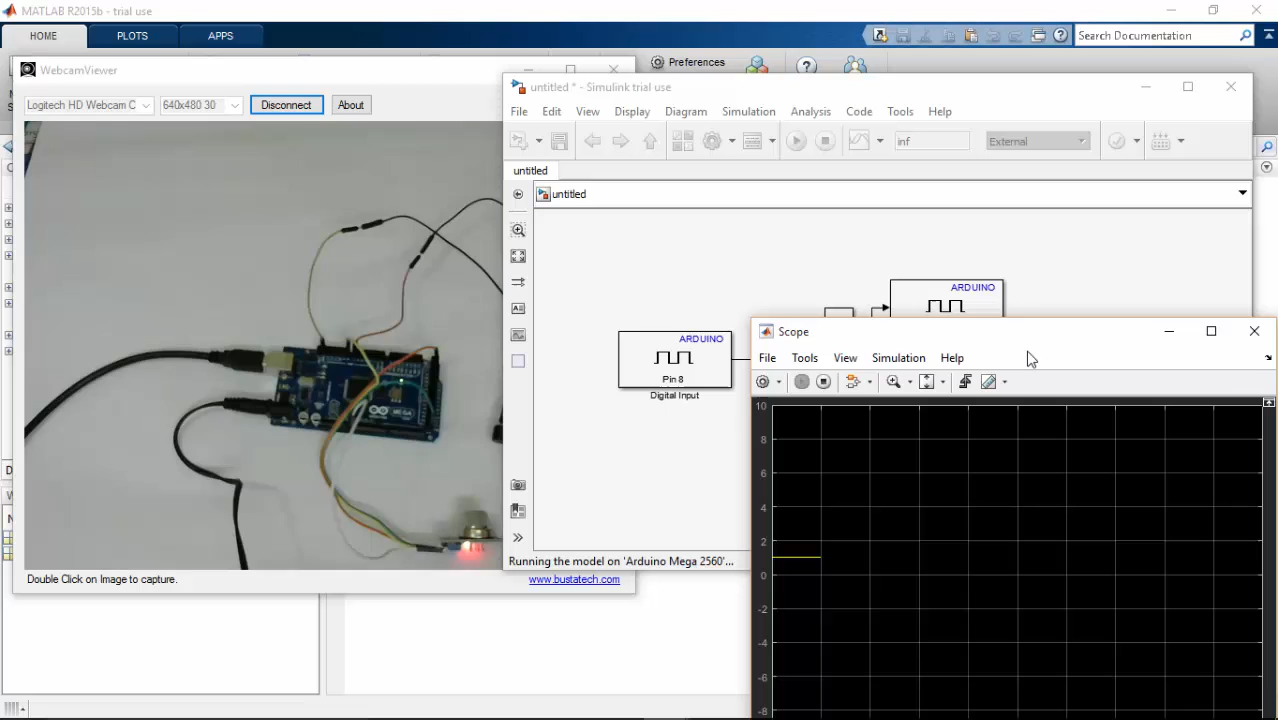 MATLAB R2015b - trial use
HOME
PLOTS
APPS
Search Documentation
Preferences
WebcamViewer
Logitech HD Webcam C
640x480 30
Disconnect
About
MEGA
Double Click on Image to capture.
www.bustatech.com
untitled * - Simulink trial use
File Edit View Display Diagram Simulation Analysis Code Tools Help
inf
External
untitled
untitled
ARDUINO
ARDUINO
Pin 8
Digital Input
Running the model on 'Arduino Mega 2560'...
Scope
File Tools View Simulation Help
10
8
6
4
2
0
-2
-4
-6
-8